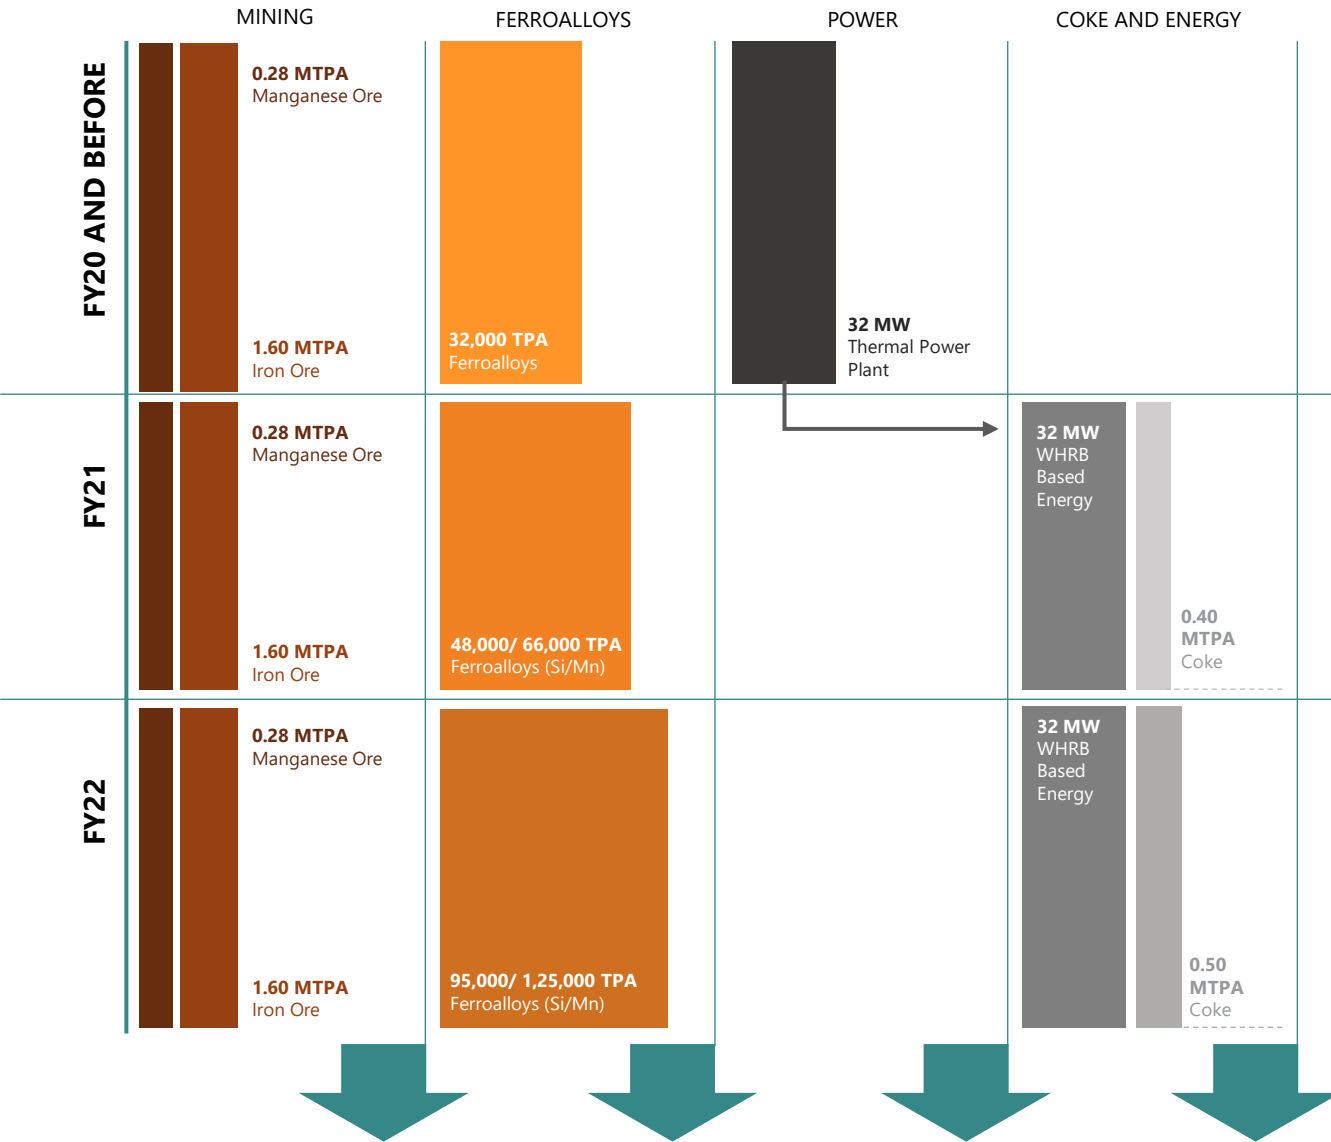 MINING
FERROALLOYS
POWER
COKE AND ENERGY
FY20 AND BEFORE
0.28 MTPA
Manganese Ore
1.60 MTPA
Iron Ore
32,000 TPA
Ferroalloys
32 MW
Thermal Power
Plant
FY21
0.28 MTPA
Manganese Ore
1.60 MTPA
Iron Ore
48,000/ 66,000 TPA
Ferroalloys (Si/Mn)
32 MW
WHRB
Based
Energy
0.40
MTPA
Coke
FY22
0.28 MTPA
Manganese Ore
1.60 MTPA
Iron Ore
95,000/ 1,25,000 TPA
Ferroalloys (Si/Mn)
32 MW
WHRB
Based
Energy
0.50
MTPA
Coke